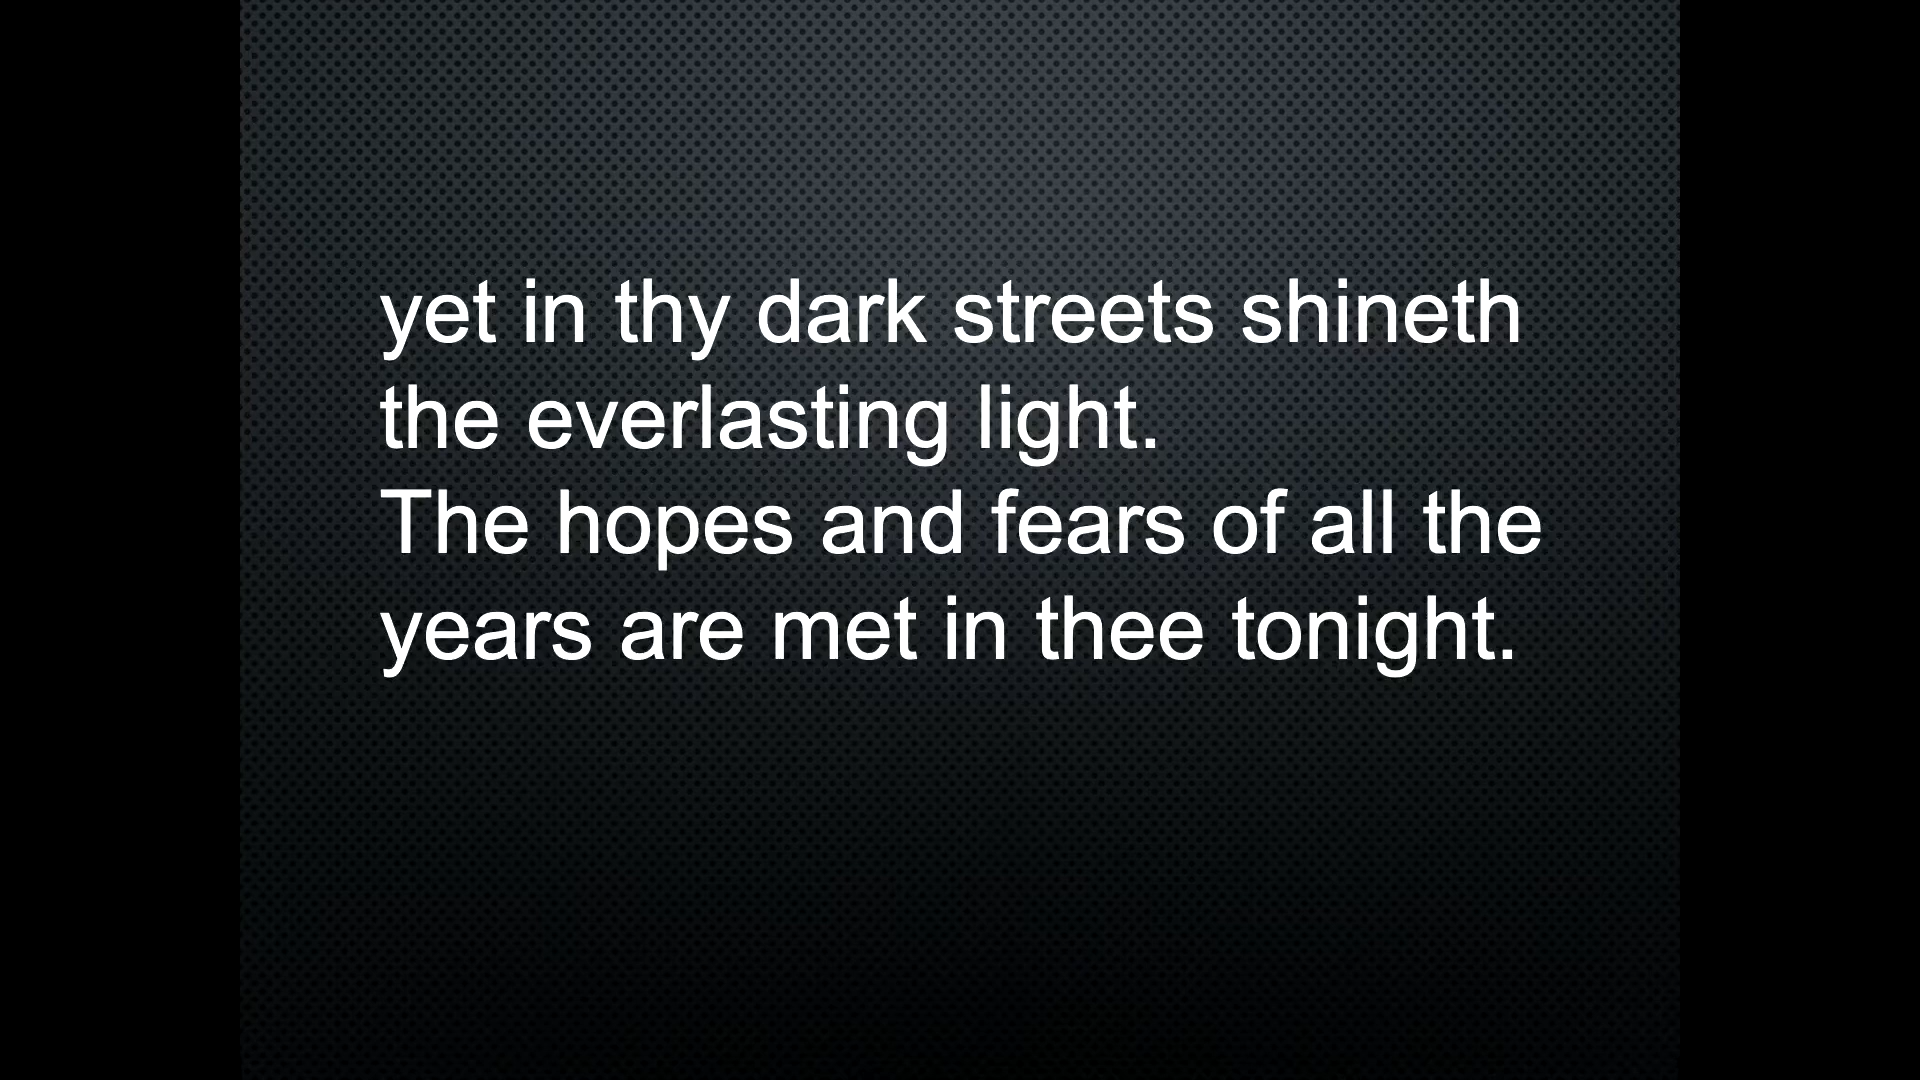 yet in thy dark streets shineth
the everlasting light.
The hopes and fears of all the
years are met in thee tonight.